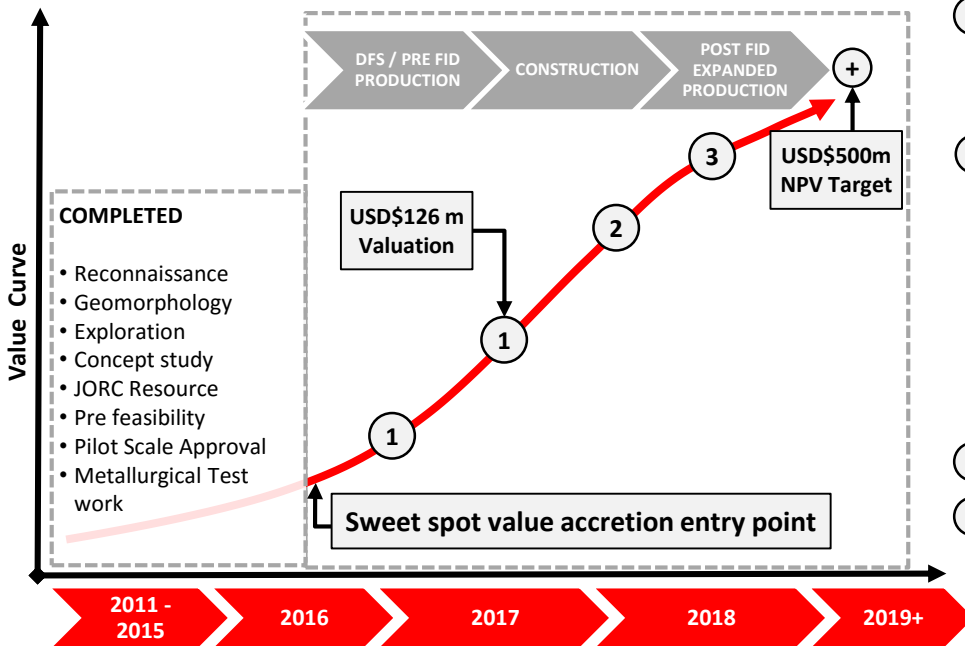 DFS / PRE FID
PRODUCTION
CONSTRUCTION
POST FID
EXPANDED
PRODUCTION
+
3
USD$500m
NPV Target
COMPLETED
• Reconnaissance
• Geomorphology
• Exploration
• Concept study
• JORC Resource
• Pre feasibility
• Pilot Scale Approval
• Metallurgical Test
work
USD$126 m
Valuation
2
1
1
Sweet spot value accretion entry point
Value Curve
2011 -
2015
2016
2017
2018
2019+